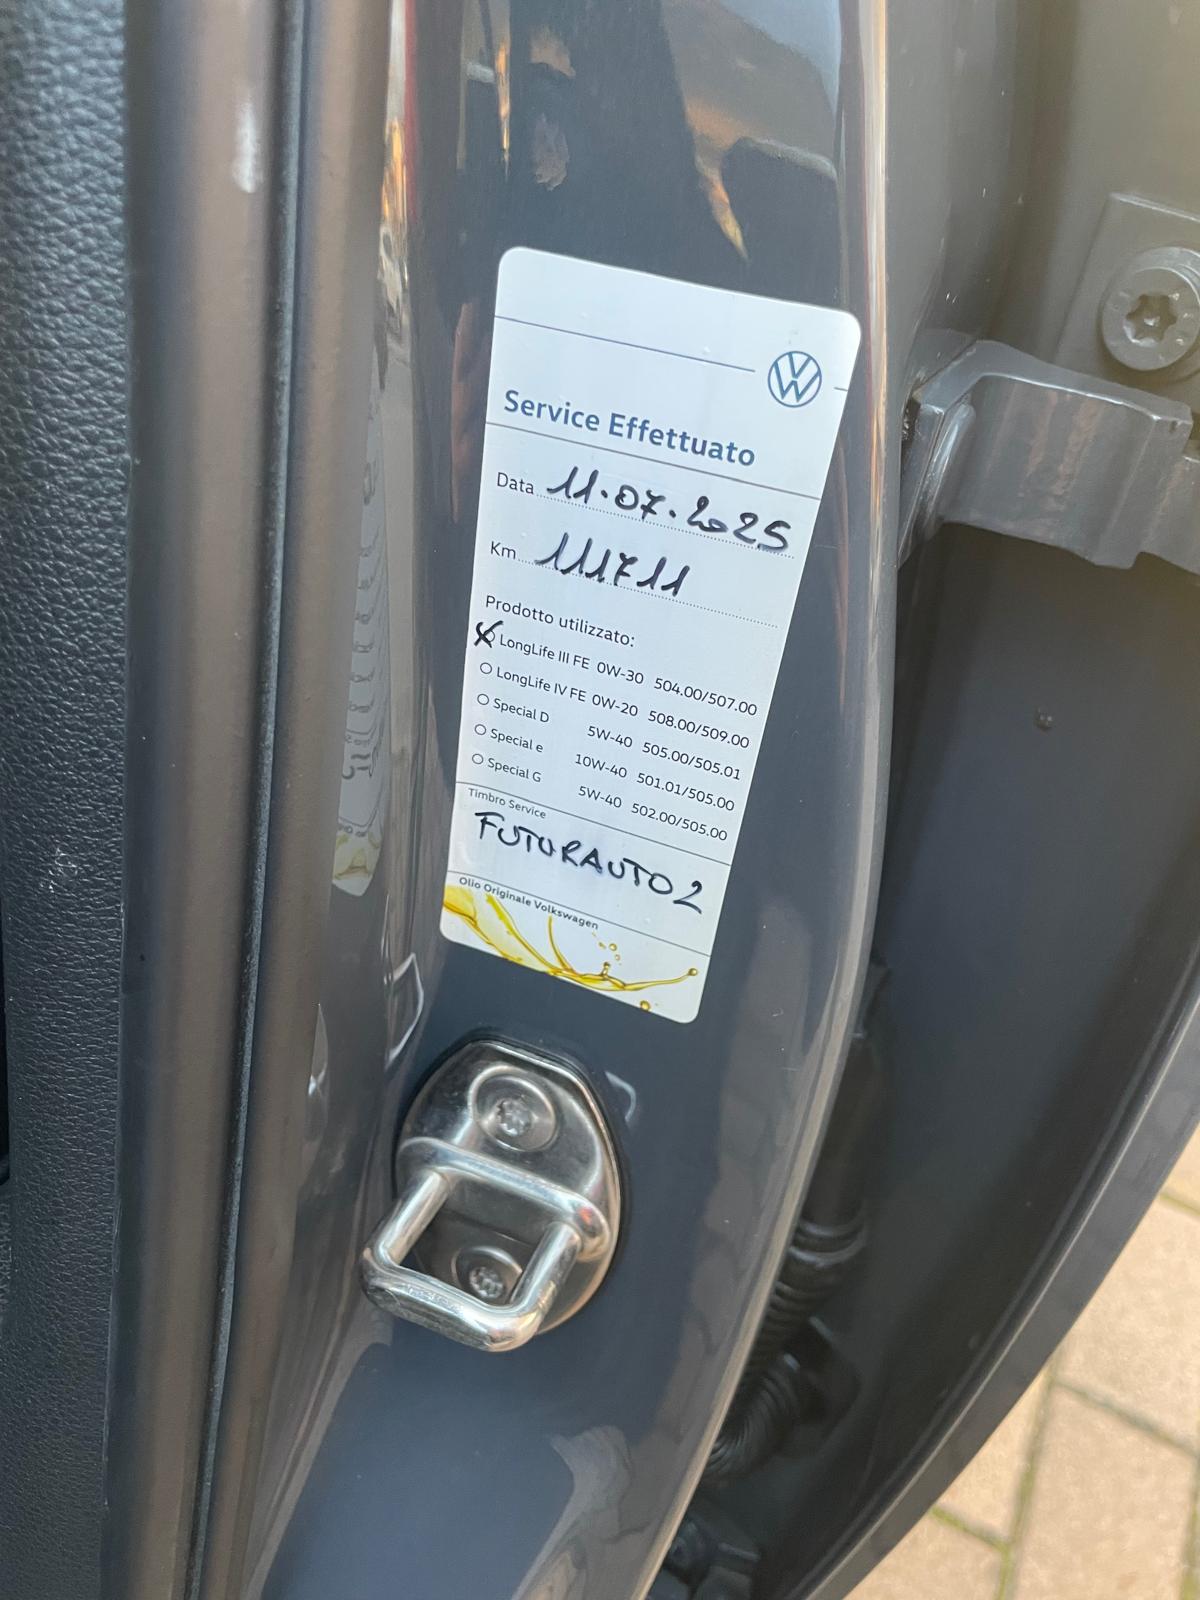 Service Effettuato
Data 11.07.2025
Km 111711
Prodotto utilizzato:
LongLife III FE 0W-30 504.00/507.00
LongLife IV FE 0W-20 508.00/509.00
Special D 5W-40 505.00/505.01
Special e 10W-40 501.01/505.00
Special G 5W-40 502.00/505.00
Timbro Service
FUTURAUTO 2
Olio Originale Volkswagen